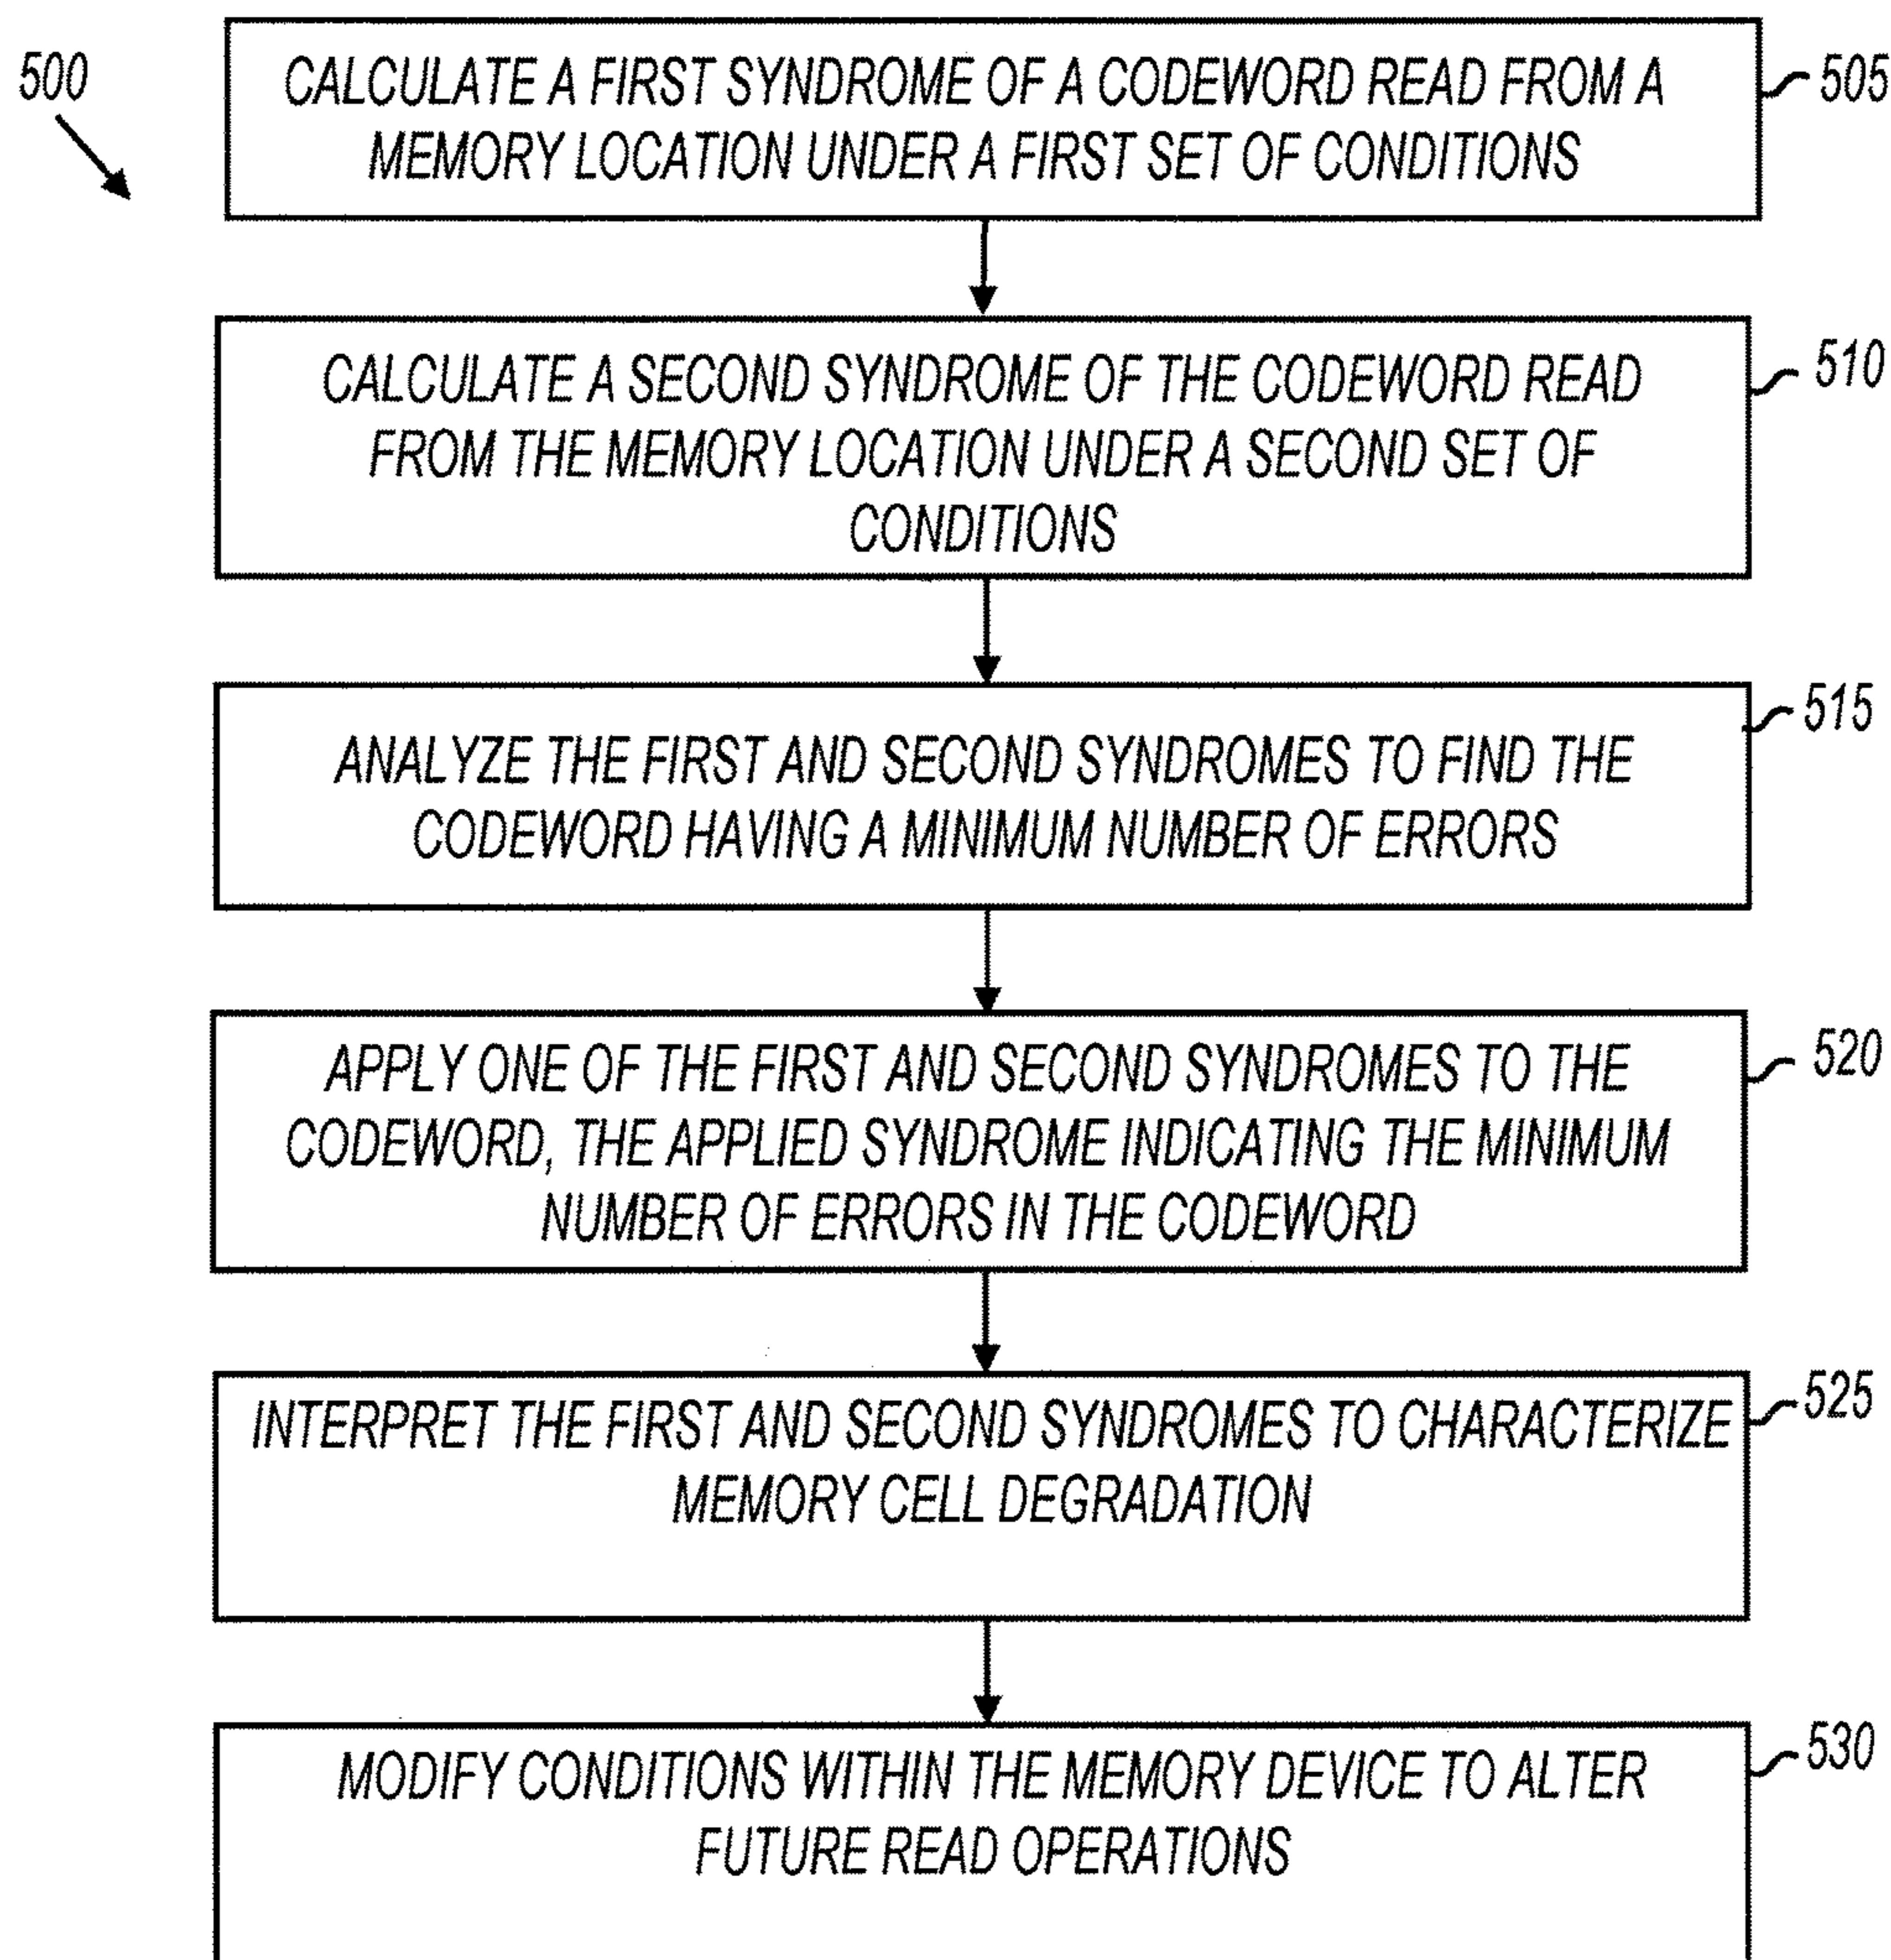 500
CALCULATE A FIRST SYNDROME OF A CODEWORD READ FROM A
MEMORY LOCATION UNDER A FIRST SET OF CONDITIONS
505
CALCULATE A SECOND SYNDROME OF THE CODEWORD READ
FROM THE MEMORY LOCATION UNDER A SECOND SET OF
CONDITIONS
510
ANALYZE THE FIRST AND SECOND SYNDROMES TO FIND THE
CODEWORD HAVING A MINIMUM NUMBER OF ERRORS
515
APPLY ONE OF THE FIRST AND SECOND SYNDROMES TO THE
CODEWORD, THE APPLIED SYNDROME INDICATING THE MINIMUM
NUMBER OF ERRORS IN THE CODEWORD
520
INTERPRET THE FIRST AND SECOND SYNDROMES TO CHARACTERIZE
MEMORY CELL DEGRADATION
525
MODIFY CONDITIONS WITHIN THE MEMORY DEVICE TO ALTER
FUTURE READ OPERATIONS
530